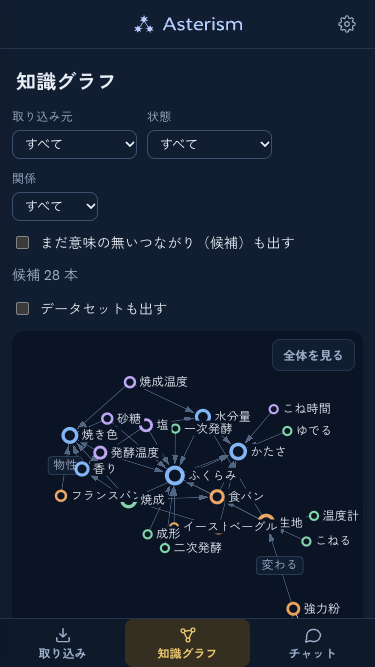 Asterism
知識グラフ
取り込み元
状態
すべて
すべて
関係
すべて
まだ意味の無いつながり（候補）も出す
候補 28 本
データセットも出す
全体を見る
焼成温度
砂糖
塩
水分量
こね時間
焼き色
一次発酵
ゆでる
発酵温度
かたさ
物性
香り
ふくらみ
フランスパン
焼成
食パン
温度計
イースト
ベーグル
生地
成形
こねる
二次発酵
変わる
強力粉
取り込み
知識グラフ
チャット